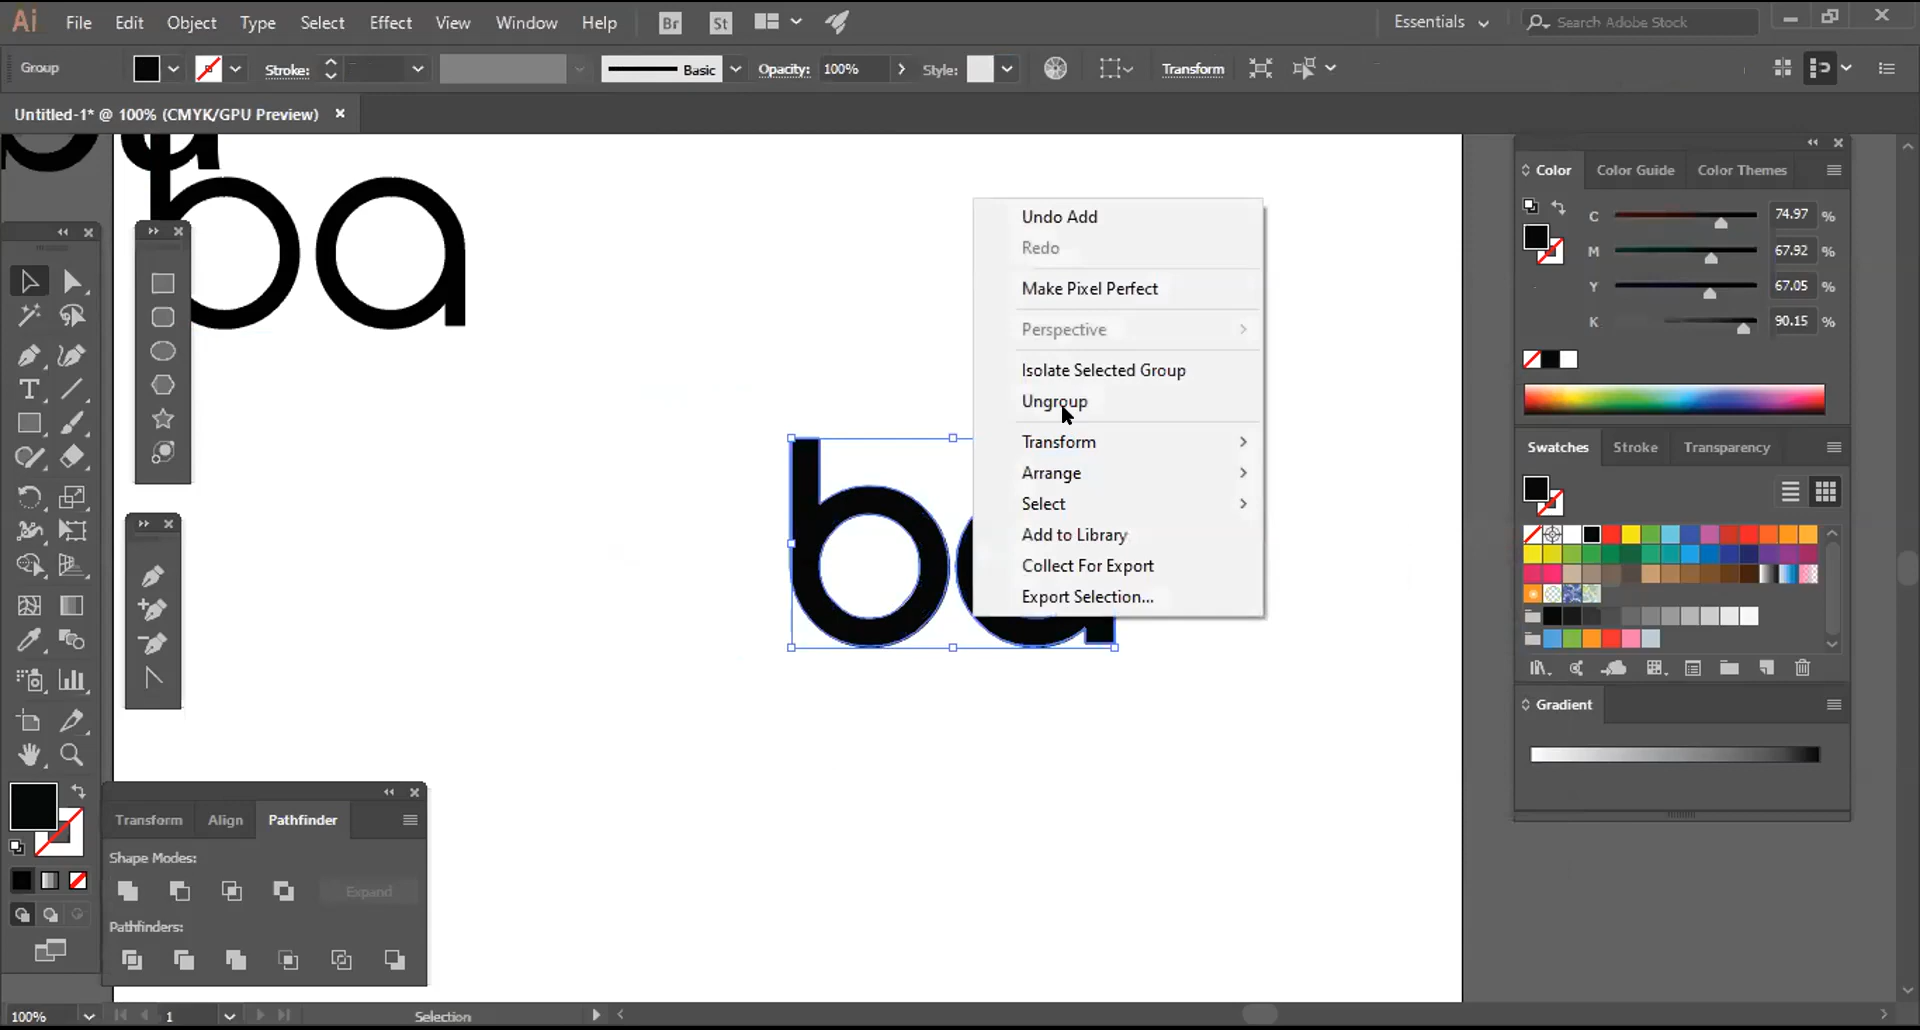 Ai File Edit Object Type Select Effect View Window Help Br St Essentials Search Adobe Stock
Group Stroke: Basic Opacity: 100% Style: Transform
Untitled-1* @ 100% (CMYK/GPU Preview)
ba
ba
Undo Add
Redo
Make Pixel Perfect
Perspective
Isolate Selected Group
Ungroup
Transform
Arrange
Select
Add to Library
Collect For Export
Export Selection...
Color Color Guide Color Themes
C 74.97 %
M 67.92 %
Y 67.05 %
K 90.15 %
Swatches Stroke Transparency
Gradient
Transform Align Pathfinder
Shape Modes:
Expand
Pathfinders:
100% 1 Selection